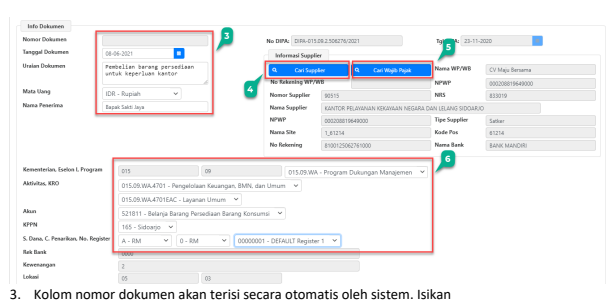 Info Dokumen
Nomor Dokumen
3
No DIPA: DIPA-015.09.2.506276/2021
23-11-2020
Tanggal Dokumen 08-06-2021
Informasi Supplier
5
Uraian Dokumen Pembelian barang persediaan untuk keperluan kantor
4
Cari Supplier Cari Wajib Pajak
Nama WP/WB CV Maju Bersama
No Rekening WP/WB
NPWP 000208819649000
Mata Uang IDR - Rupiah
Nomor Supplier 90315
NRS 833019
Nama Penerima Bapak Sakti Jaya
Nama Supplier KANTOR PELAYANAN KEKAYAAN NEGARA DAN LELANG SIDOARJO
NPWP 000208819649000
Tipe Supplier Satker
Nama Site 1_61214
Kode Pos 61214
No Rekening 8100125062761000
Nama Bank BANK MANDIRI
6
Kementerian, Eselon I, Program 015 09 015.09.WA - Program Dukungan Manajemen
Aktivitas, KRO 015.09.WA.4701 - Pengelolaan Keuangan, BMN, dan Umum
015.09.WA.4701EAC - Layanan Umum
Akun 521811 - Belanja Barang Persediaan Barang Konsumsi
KPPN 165 - Sidoarjo
S. Dana, C. Penarikan, No. Register A - RM 0 - RM 00000001 - DEFAULT Register 1
Rek Bank 0000
Kewenangan 2
Lokasi 05 03
3. Kolom nomor dokumen akan terisi secara otomatis oleh sistem. Isikan